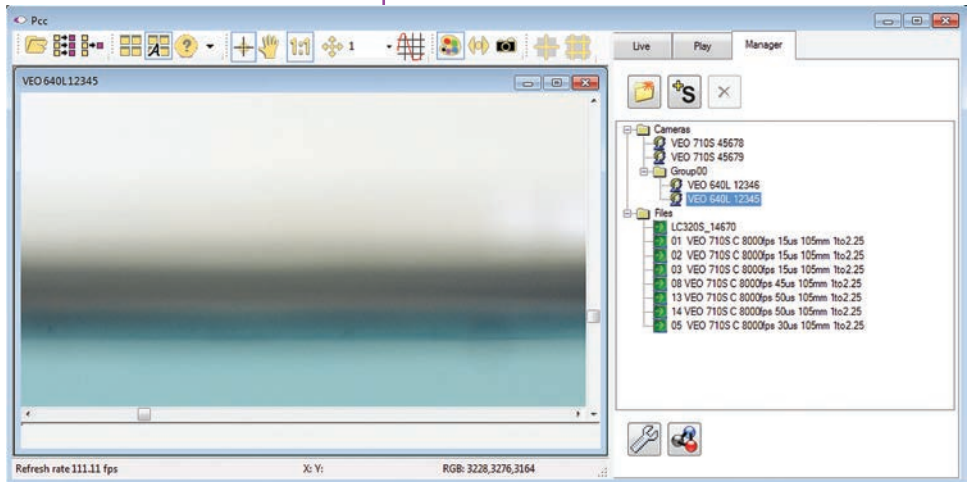 Pcc
1:1
1
A
?
Live
Play
Manager
VEO 640L12345
S
Cameras
VEO 710S 45678
VEO 710S 45679
Group00
VEO 640L 12346
VEO 640L 12345
Files
LC320S_14670
01 VEO 710S C 8000fps 15us 105mm 1to2.25
02 VEO 710S C 8000fps 15us 105mm 1to2.25
03 VEO 710S C 8000fps 15us 105mm 1to2.25
08 VEO 710S C 8000fps 45us 105mm 1to2.25
13 VEO 710S C 8000fps 50us 105mm 1to2.25
14 VEO 710S C 8000fps 50us 105mm 1to2.25
05 VEO 710S C 8000fps 30us 105mm 1to2.25
Refresh rate 111.11 fps
X: Y:
RGB: 3228,3276,3164